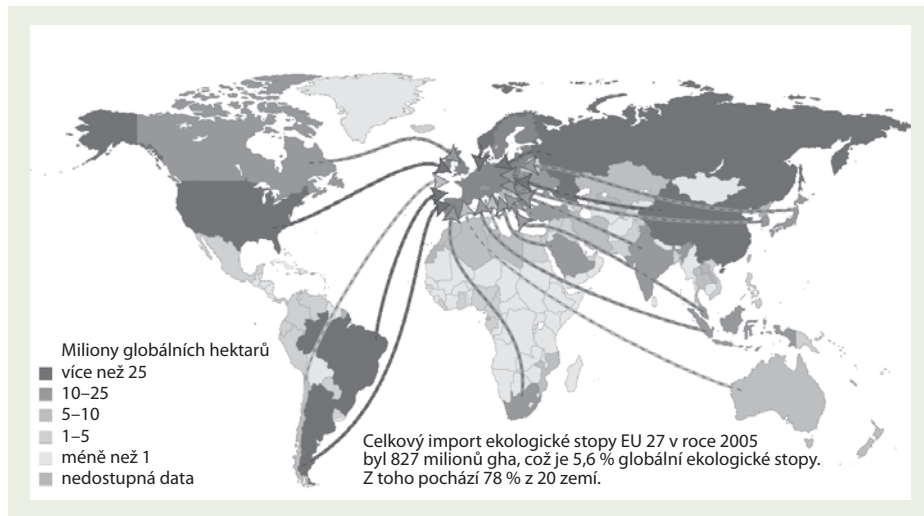 Miliony globálních hektarů
více než 25
10–25
5–10
1–5
méně než 1
nedostupná data
Celkový import ekologické stopy EU 27 v roce 2005
byl 827 milionů gha, což je 5,6 % globální ekologické stopy.
Z toho pochází 78 % z 20 zemí.